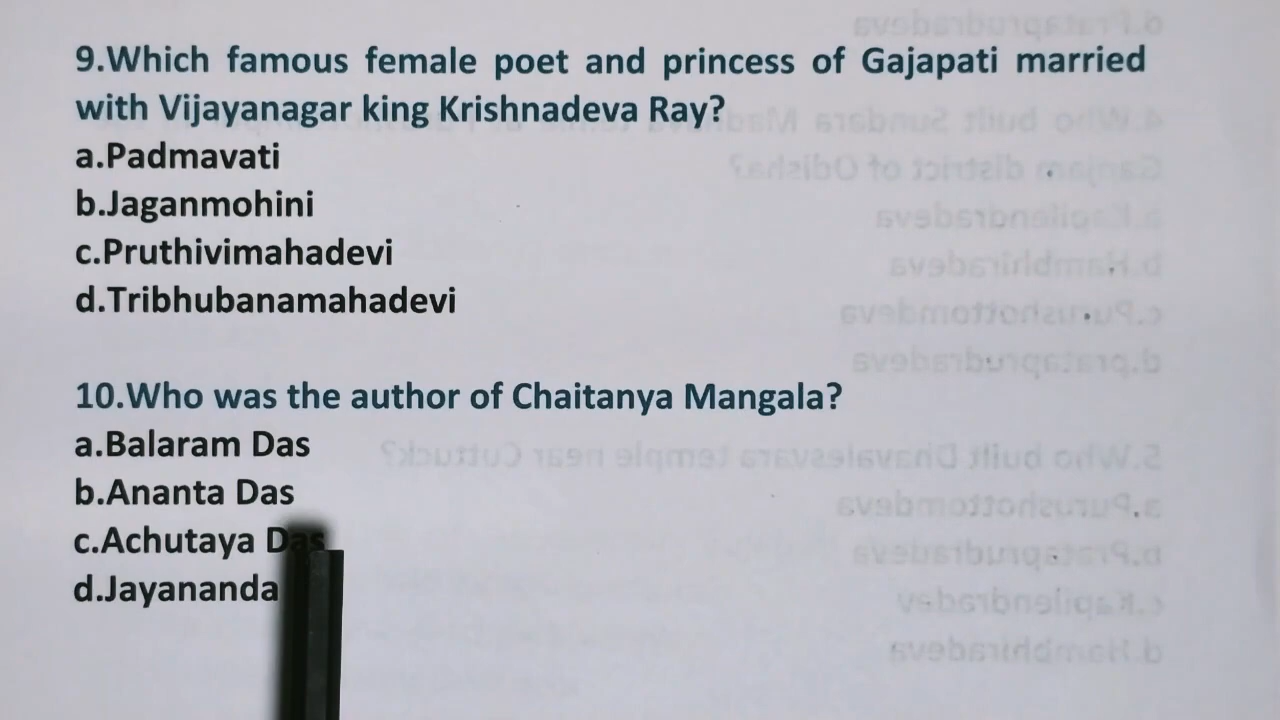 9.Which famous female poet and princess of Gajapati married
with Vijayanagar king Krishnadeva Ray?
a.Padmavati
b.Jaganmohini
c.Pruthivimahadevi
d.Tribhubanamahadevi
10.Who was the author of Chaitanya Mangala?
a.Balaram Das
b.Ananta Das
c.Achutaya Das
d.Jayananda